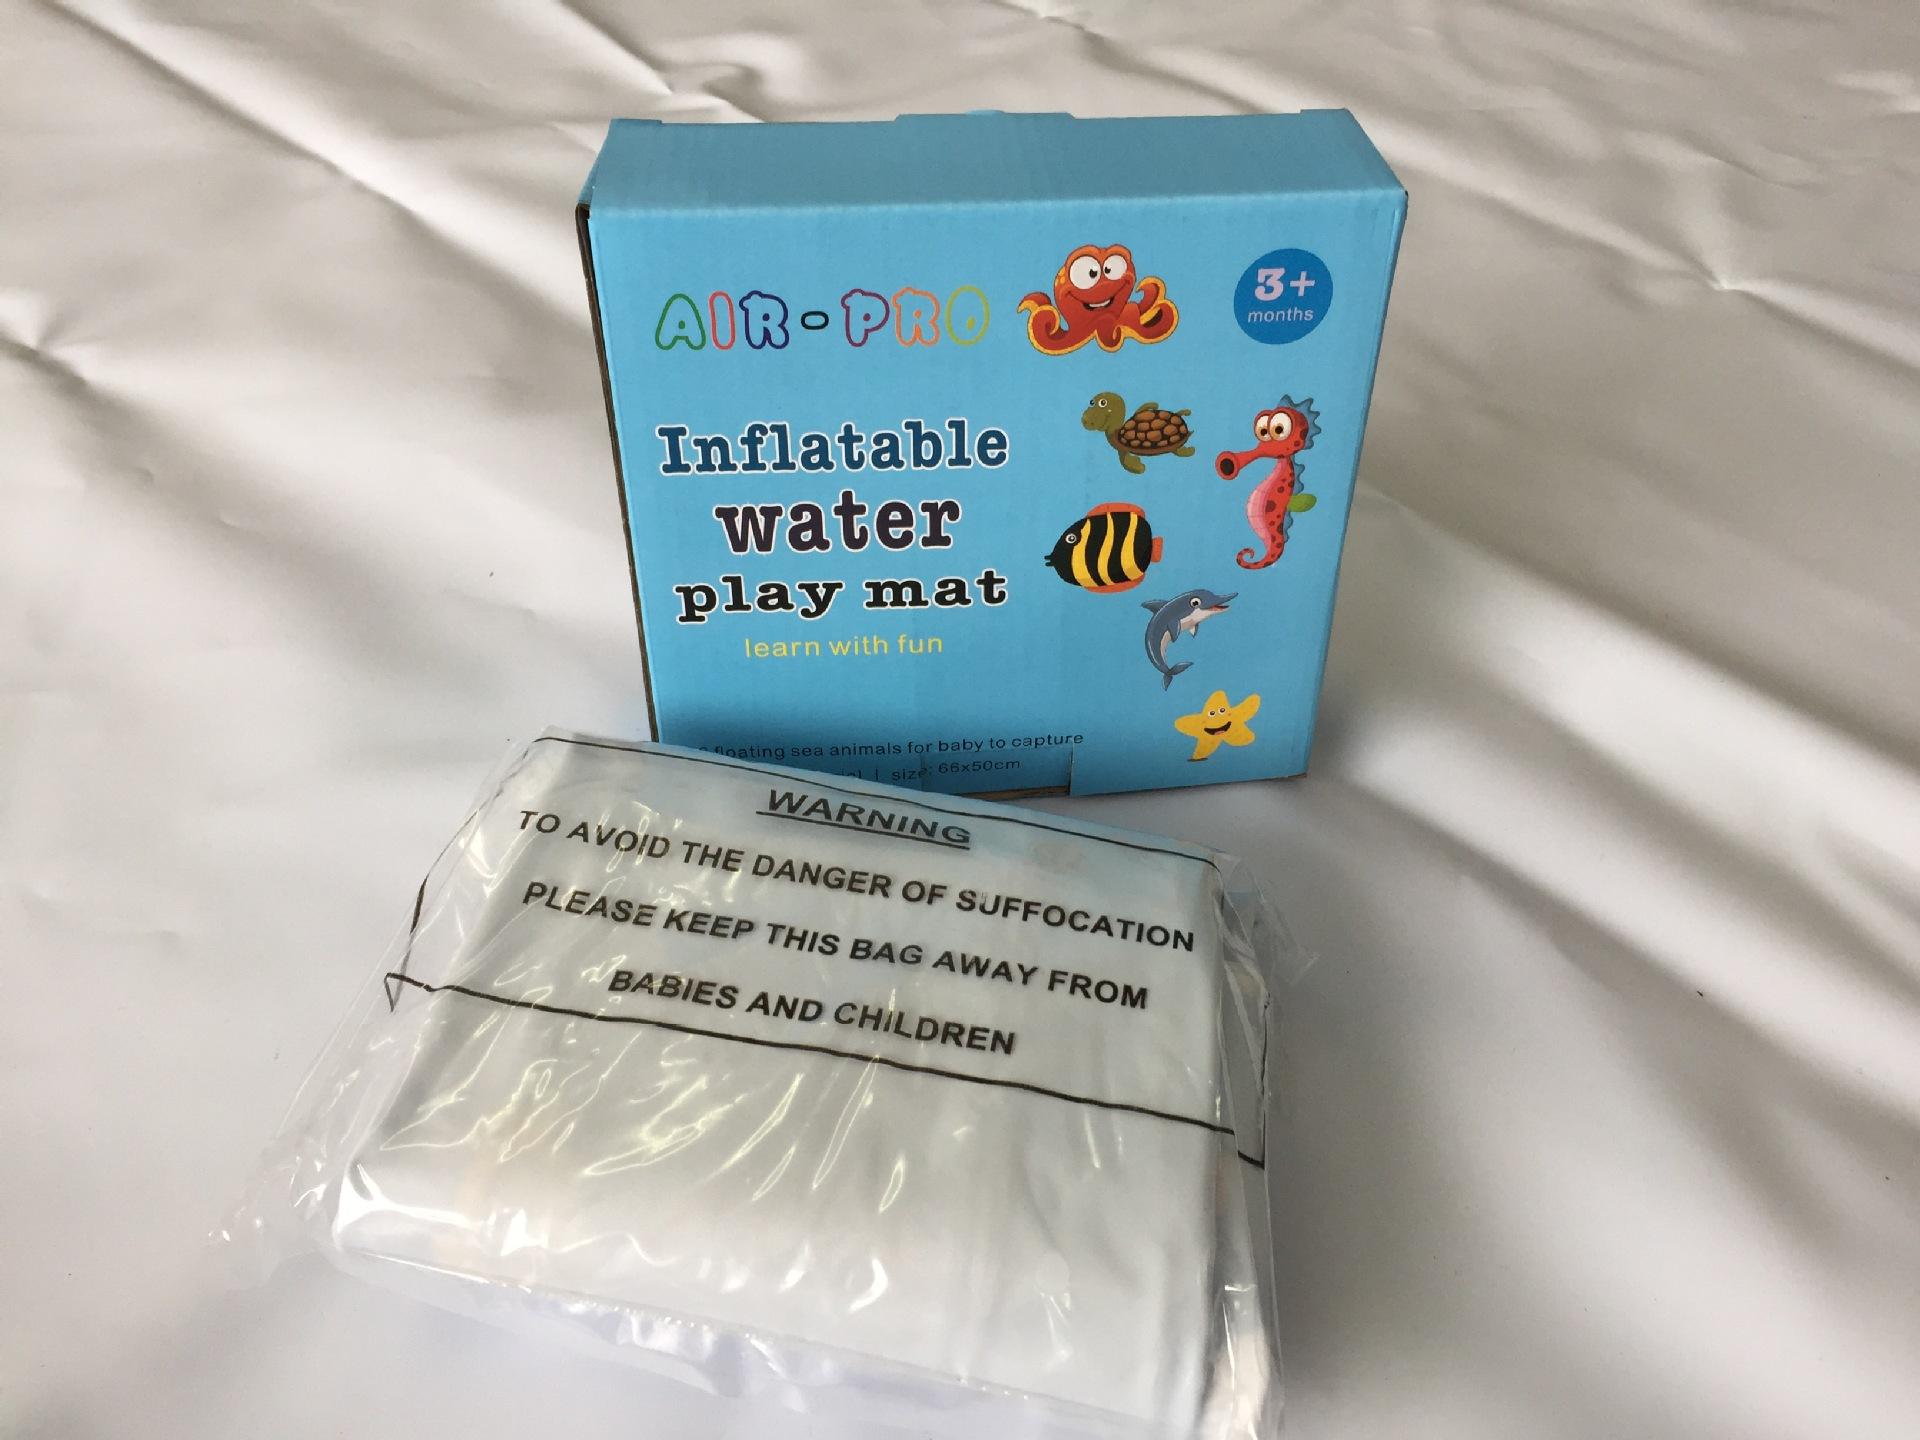 AIR-PRO
3+
months
Inflatable
water
play mat
learn with fun
floating sea animals for baby to capture
| size: 66x50cm
WARNING
TO AVOID THE DANGER OF SUFFOCATION
PLEASE KEEP THIS BAG AWAY FROM
BABIES AND CHILDREN